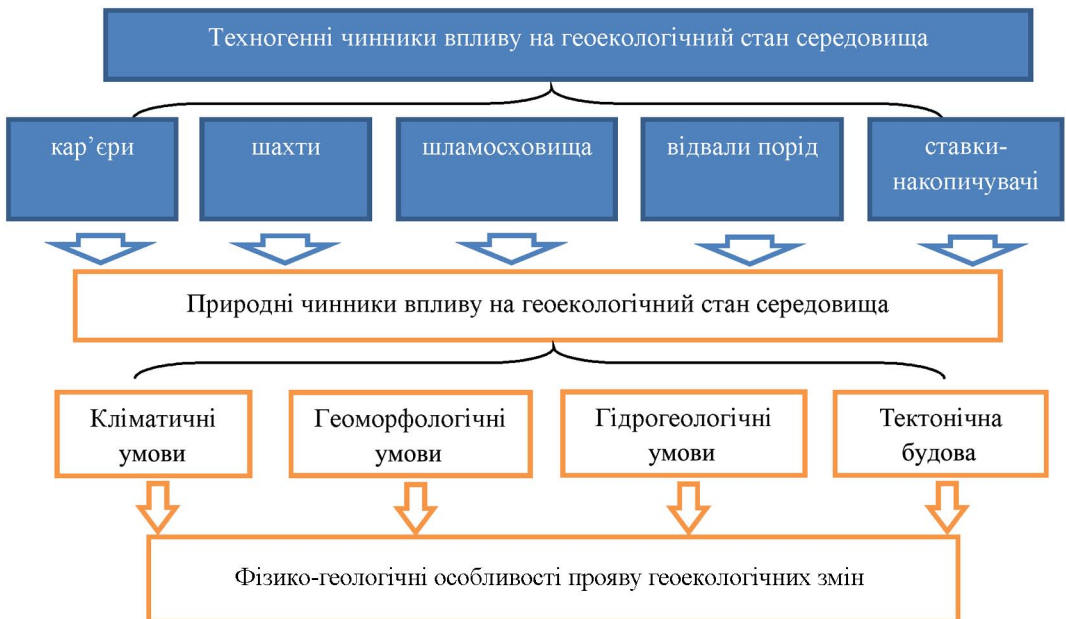 Техногенні чинники впливу на геоекологічний стан середовища
кар’єри
шахти
шламосховища
відвали порід
ставки-
накопичувачі
Природні чинники впливу на геоекологічний стан середовища
Кліматичні
умови
Геоморфологічні
умови
Гідрогеологічні
умови
Тектонічна
будова
Фізико-геологічні особливості прояву геоекологічних змін